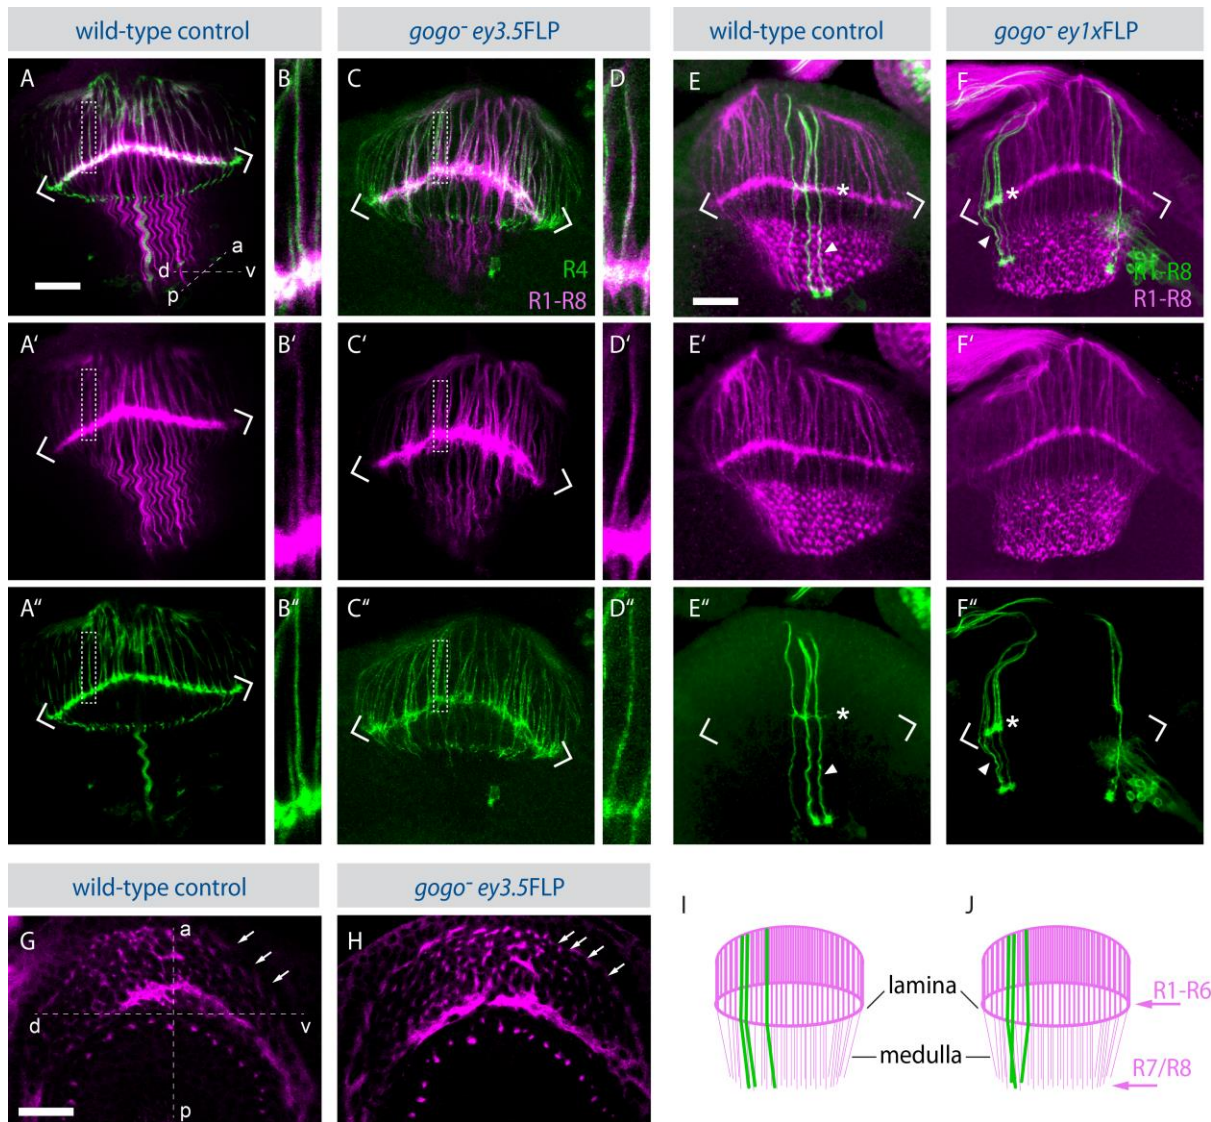 wild-type control
gogo⁻ ey3.5FLP
wild-type control
gogo⁻ ey1xFLP
A
B
C
D
E
F
a
d
v
p
R4
R1-R8
*
*
R1-R8
R1-R8
A‘
B‘
C‘
D‘
E‘
F‘
A“
B“
C“
D“
E“
F“
*
*
wild-type control
gogo⁻ ey3.5FLP
G
a
d
v
p
H
I
J
lamina
R1-R6
medulla
R7/R8